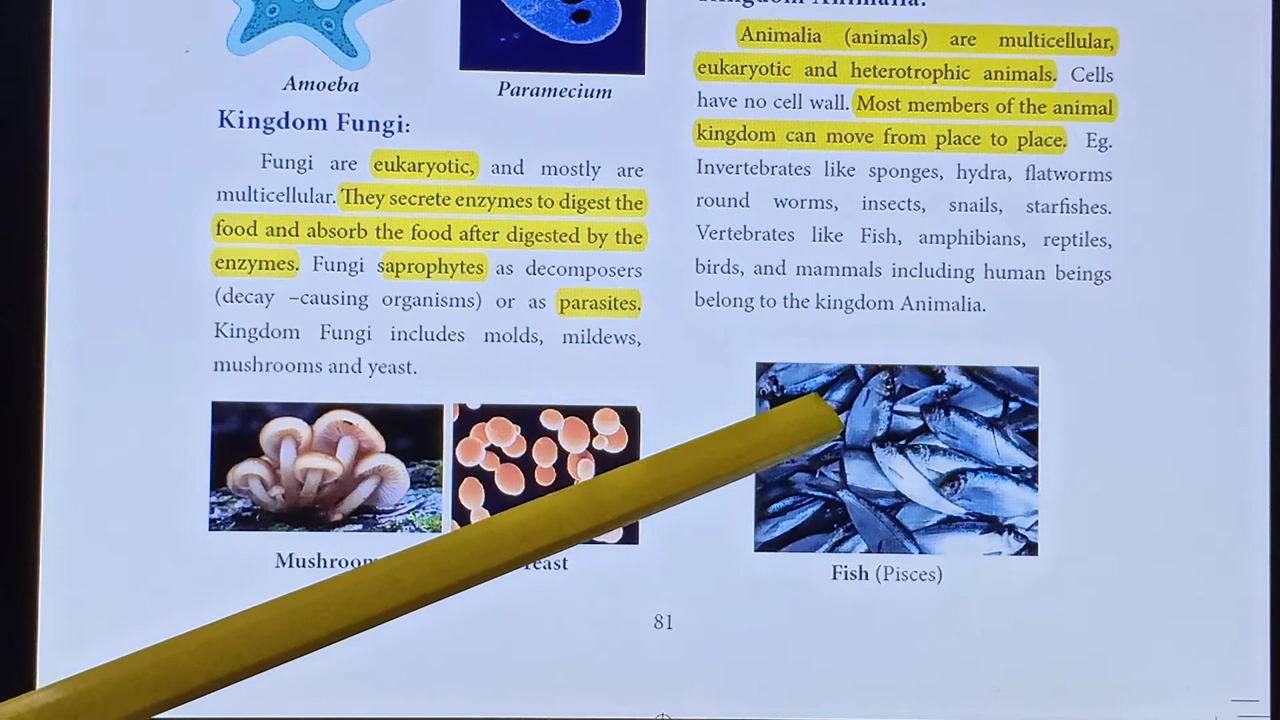 Amoeba
Paramecium
Kingdom Fungi:
Fungi are eukaryotic, and mostly are
multicellular. They secrete enzymes to digest the
food and absorb the food after digested by the
enzymes. Fungi saprophytes as decomposers
(decay –causing organisms) or as parasites.
Kingdom Fungi includes molds, mildews,
mushrooms and yeast.
Fish (Pisces)
Kingdom Animalia:
Animalia (animals) are multicellular,
eukaryotic and heterotrophic animals. Cells
have no cell wall. Most members of the animal
kingdom can move from place to place. Eg.
Invertebrates like sponges, hydra, flatworms
round worms, insects, snails, starfishes.
Vertebrates like Fish, amphibians, reptiles,
birds, and mammals including human beings
belong to the kingdom Animalia.
81